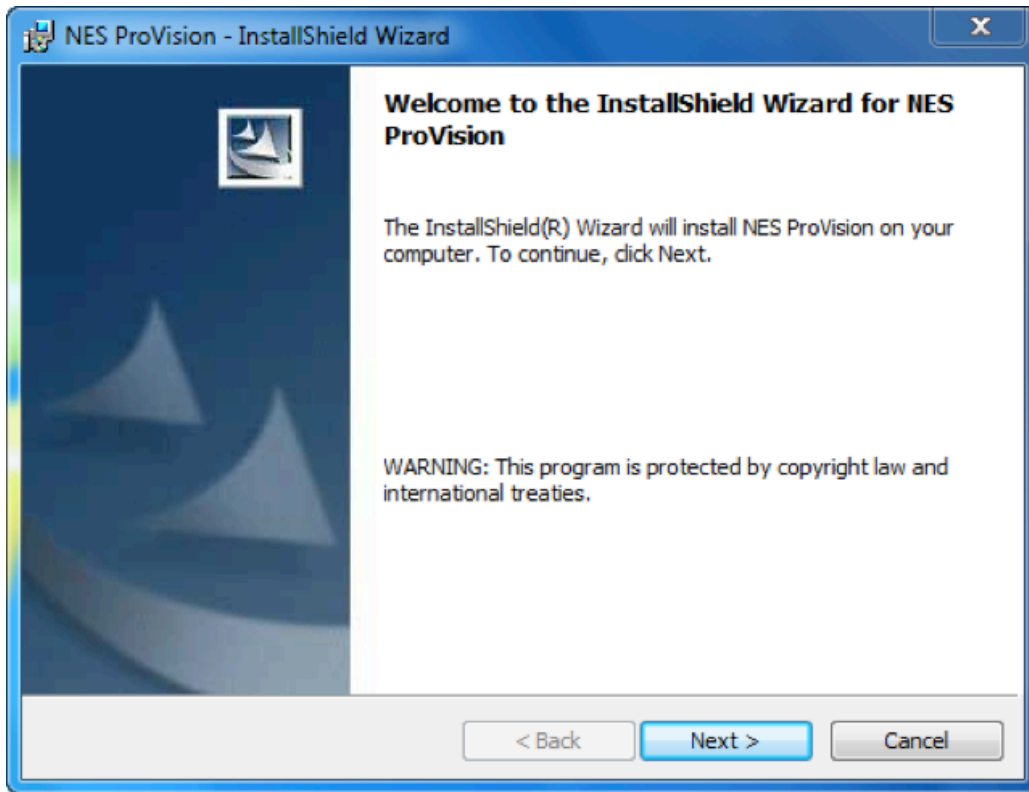 NES ProVision - InstallShield Wizard
X
Welcome to the InstallShield Wizard for NES
ProVision
The InstallShield(R) Wizard will install NES ProVision on your
computer. To continue, click Next.
WARNING: This program is protected by copyright law and
international treaties.
< Back Next > Cancel